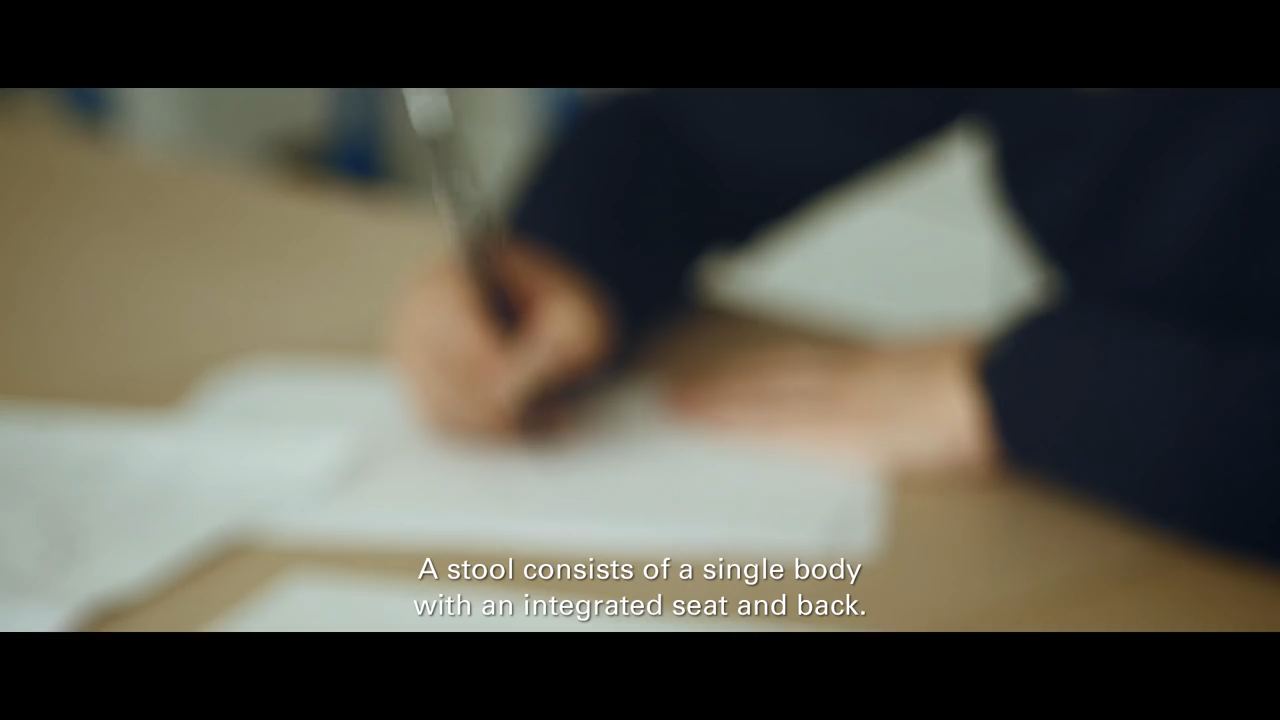 A stool consists of a single body
with an integrated seat and back.